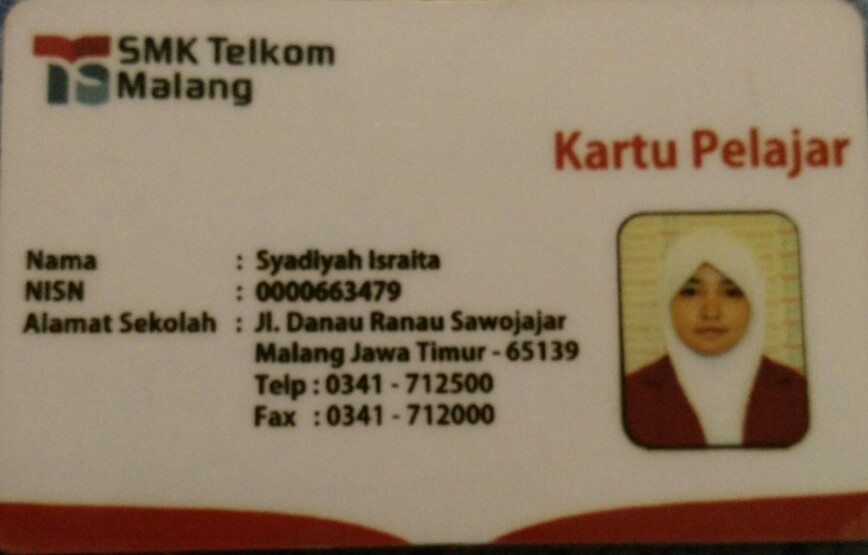 SMK Telkom
Malang
Kartu Pelajar
Nama : Syadiyah Israita
NISN : 0000663479
Alamat Sekolah : Jl. Danau Ranau Sawojajar
Malang Jawa Timur - 65139
Telp : 0341 - 712500
Fax : 0341 - 712000